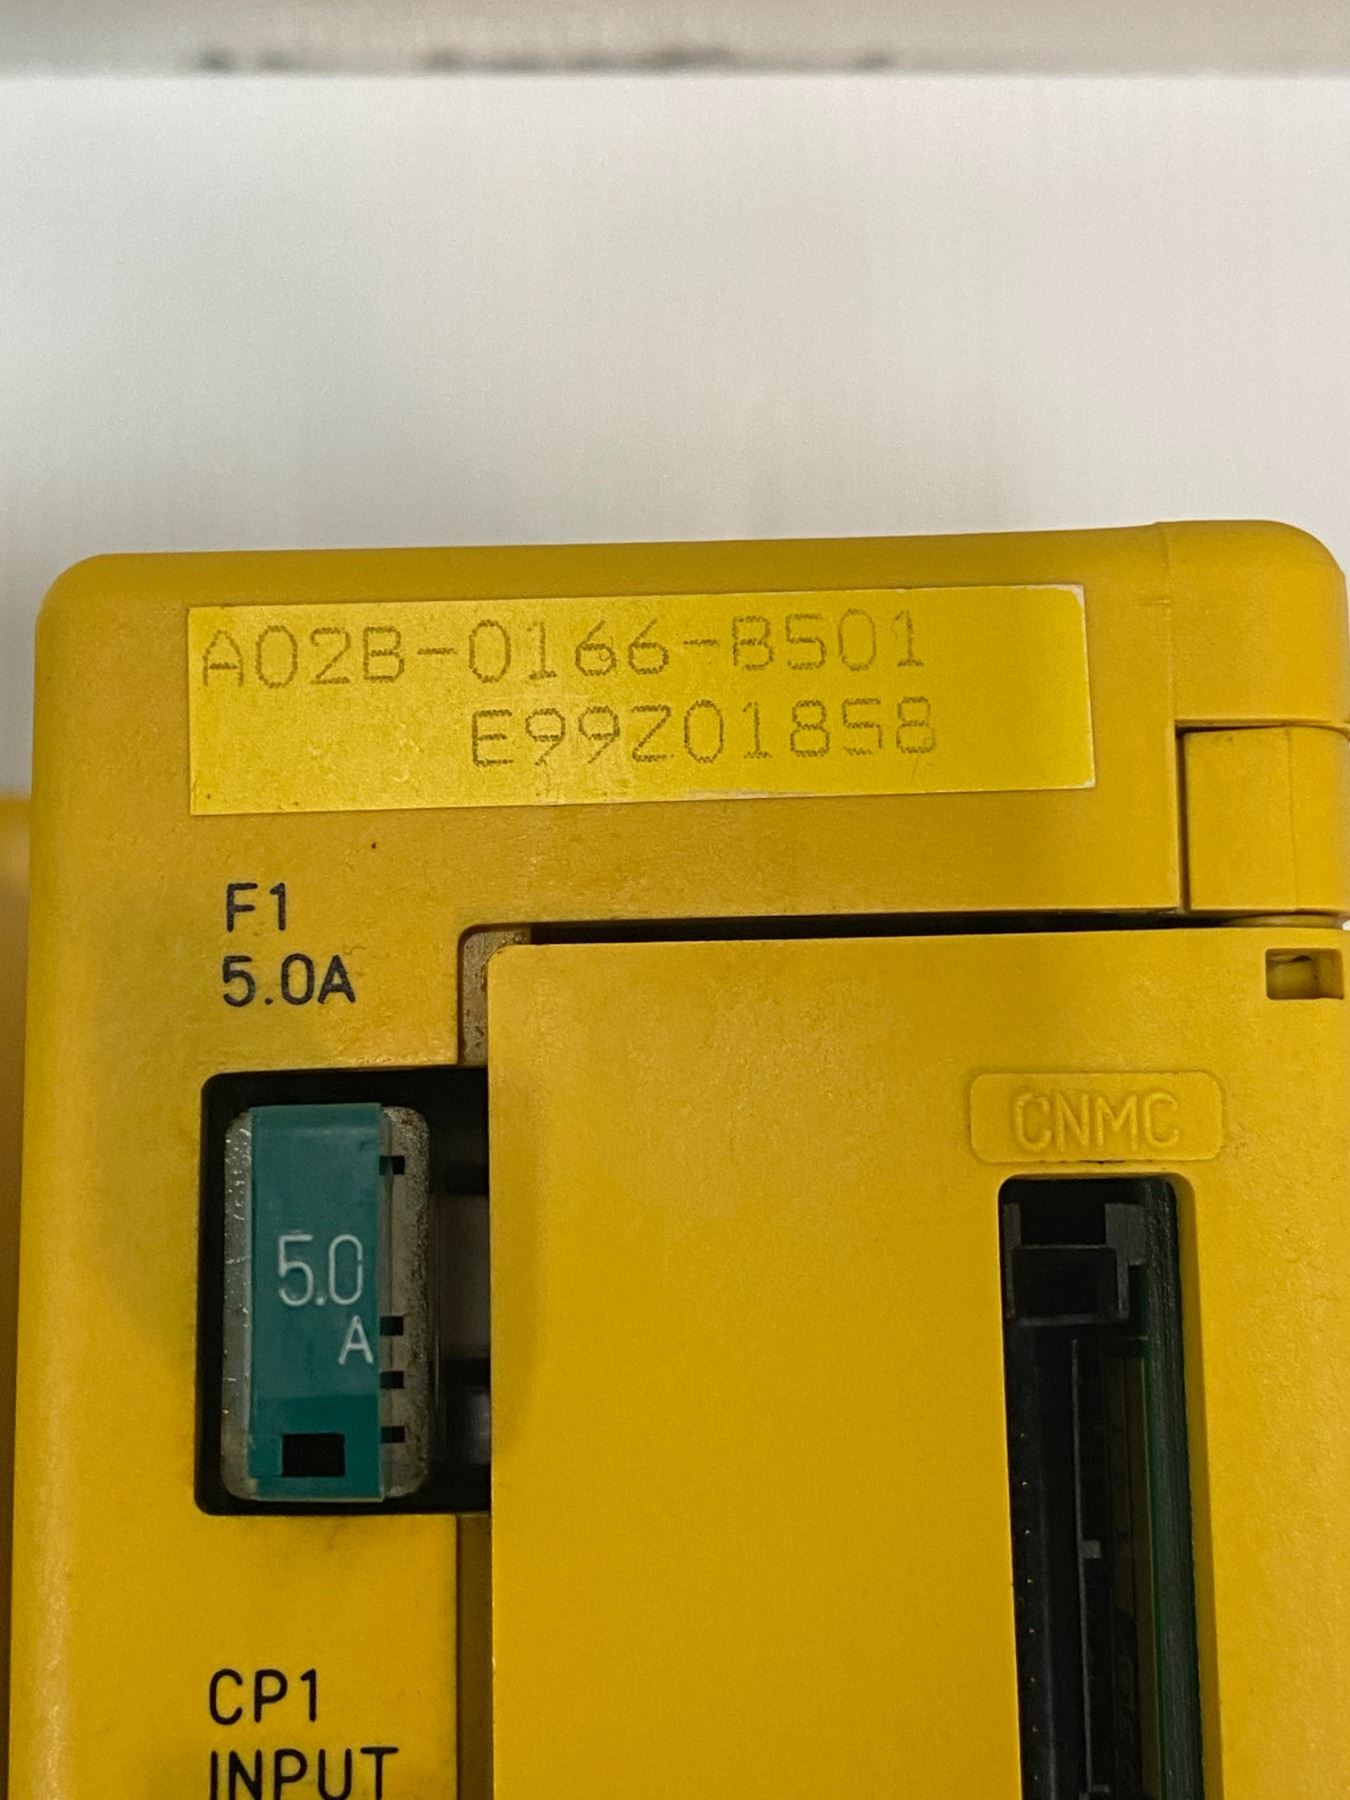 A02B-0166-B501
E99Z01858
F1
5.0A
CNMC
5.0
A
CP1
INPUT